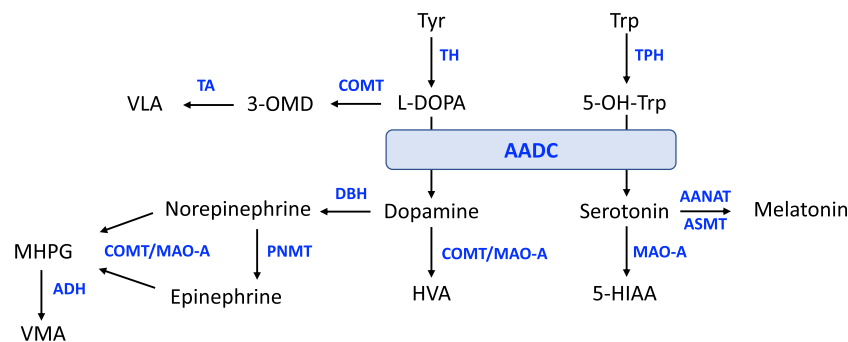 Tyr Trp
TH TPH
VLA TA 3-OMD COMT L-DOPA 5-OH-Trp
AADC
Norepinephrine DBH Dopamine Serotonin AANAT Melatonin
ASMT
MHPG COMT/MAO-A PNMT COMT/MAO-A MAO-A
ADH Epinephrine HVA 5-HIAA
VMA